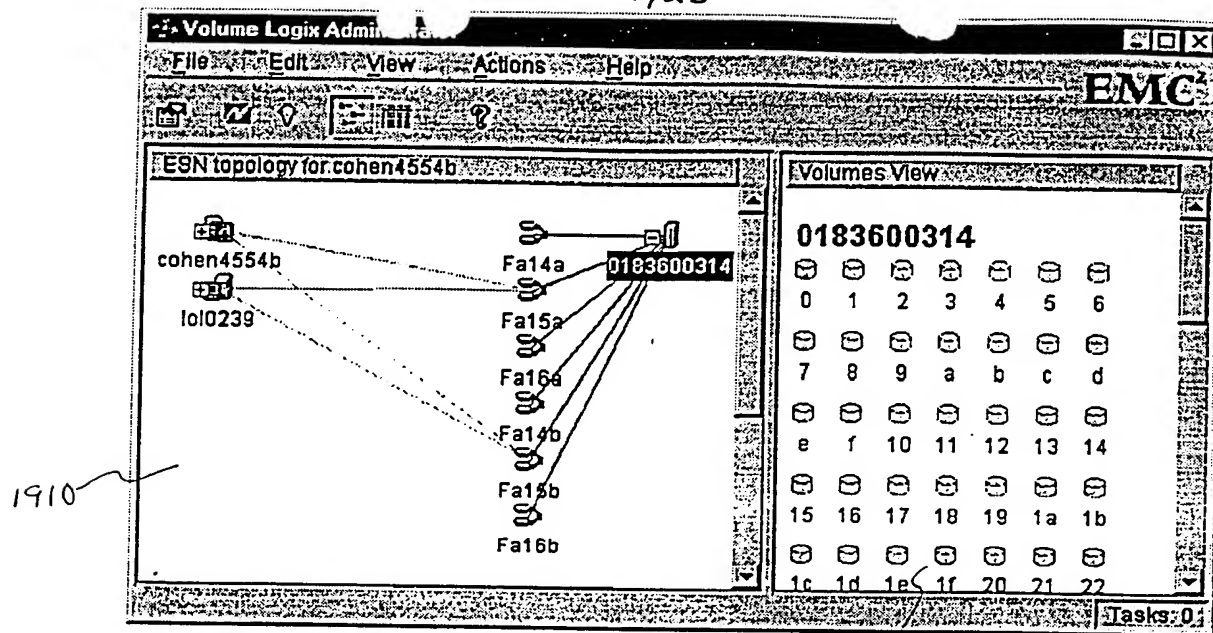 Volume Logix Admin
File Edit View Actions Help
EMC²
ESN topology for cohen4554b
Volumes View
cohen4554b
lol0239
Fa14a
Fa15a
Fa16a
Fa14b
Fa15b
Fa16b
0183600314
0183600314
0 1 2 3 4 5 6
7 8 9 a b c d
e f 10 11 12 13 14
15 16 17 18 19 1a 1b
1c 1d 1e 1f 20 21 22
Tasks: 0
1910